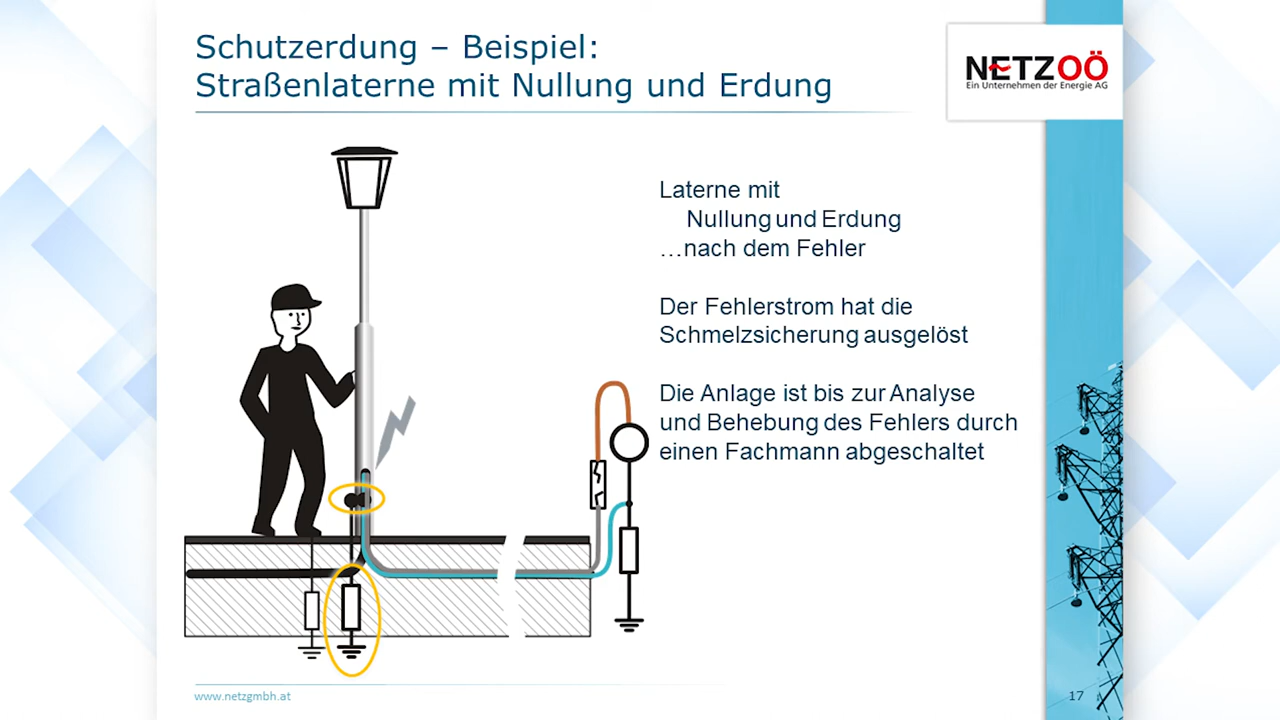 Schutzerdung – Beispiel:
Straßenlaterne mit Nullung und Erdung
NETZOÖ
Ein Unternehmen der Energie AG
Laterne mit
Nullung und Erdung
…nach dem Fehler
Der Fehlerstrom hat die
Schmelzsicherung ausgelöst
Die Anlage ist bis zur Analyse
und Behebung des Fehlers durch
einen Fachmann abgeschaltet
www.netzgmbh.at
17